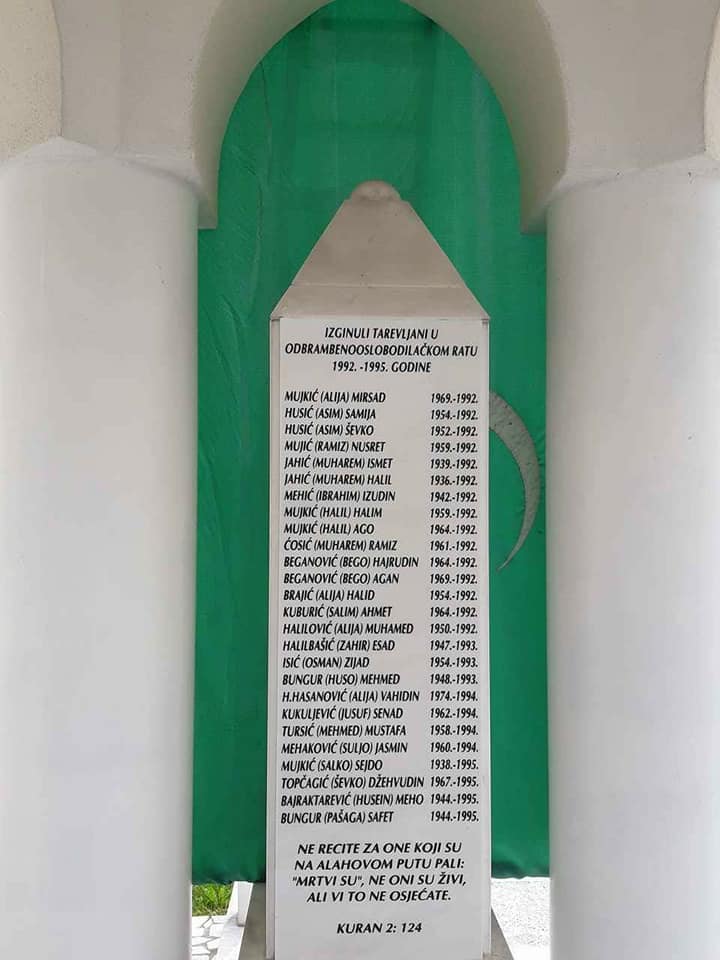 IZGINULI TAREVLJANI U
ODBRAMBENOOSLOBODILAČKOM RATU
1992. -1995. GODINE
MUJKIĆ (ALIJA) MIRSAD 1969.-1992.
HUSIĆ (ASIM) SAMIJA 1954.-1992.
HUSIĆ (ASIM) ŠEVKO 1952.-1992.
MUJIĆ (RAMIZ) NUSRET 1959.-1992.
JAHIĆ (MUHAREM) ISMET 1939.-1992.
JAHIĆ (MUHAREM) HALIL 1936.-1992.
MEHIĆ (IBRAHIM) IZUDIN 1942.-1992.
MUJKIĆ (HALIL) HALIM 1959.-1992.
MUJKIĆ (HALIL) AGO 1964.-1992.
ĆOSIĆ (MUHAREM) RAMIZ 1961.-1992.
BEGANOVIĆ (BEGO) HAJRUDIN 1964.-1992.
BEGANOVIĆ (BEGO) AGAN 1969.-1992.
BRAJIĆ (ALIJA) HALID 1954.-1992.
KUBURIĆ (SALIM) AHMET 1964.-1992.
HALILOVIĆ (ALIJA) MUHAMED 1950.-1992.
HALILBAŠIĆ (ZAHIR) ESAD 1947.-1993.
ISIĆ (OSMAN) ZIJAD 1954.-1993.
BUNGUR (HUSO) MEHMED 1948.-1993.
H.HASANOVIĆ (ALIJA) VAHIDIN 1974.-1994.
KUKULJEVIĆ (JUSUF) SENAD 1962.-1994.
TURSIĆ (MEHMED) MUSTAFA 1958.-1994.
MEHAKOVIĆ (SULJO) JASMIN 1960.-1994.
MUJKIĆ (SALKO) SEJDO 1938.-1995.
TOPČAGIĆ (ŠEVKO) DŽEHVUDIN 1967.-1995.
BAJRAKTAREVIĆ (HUSEIN) MEHO 1944.-1995.
BUNGUR (PAŠAGA) SAFET 1944.-1995.
NE RECITE ZA ONE KOJI SU
NA ALAHOVOM PUTU PALI:
"MRTVI SU", NE ONI SU ŽIVI,
ALI VI TO NE OSJEĆATE.
KURAN 2: 124